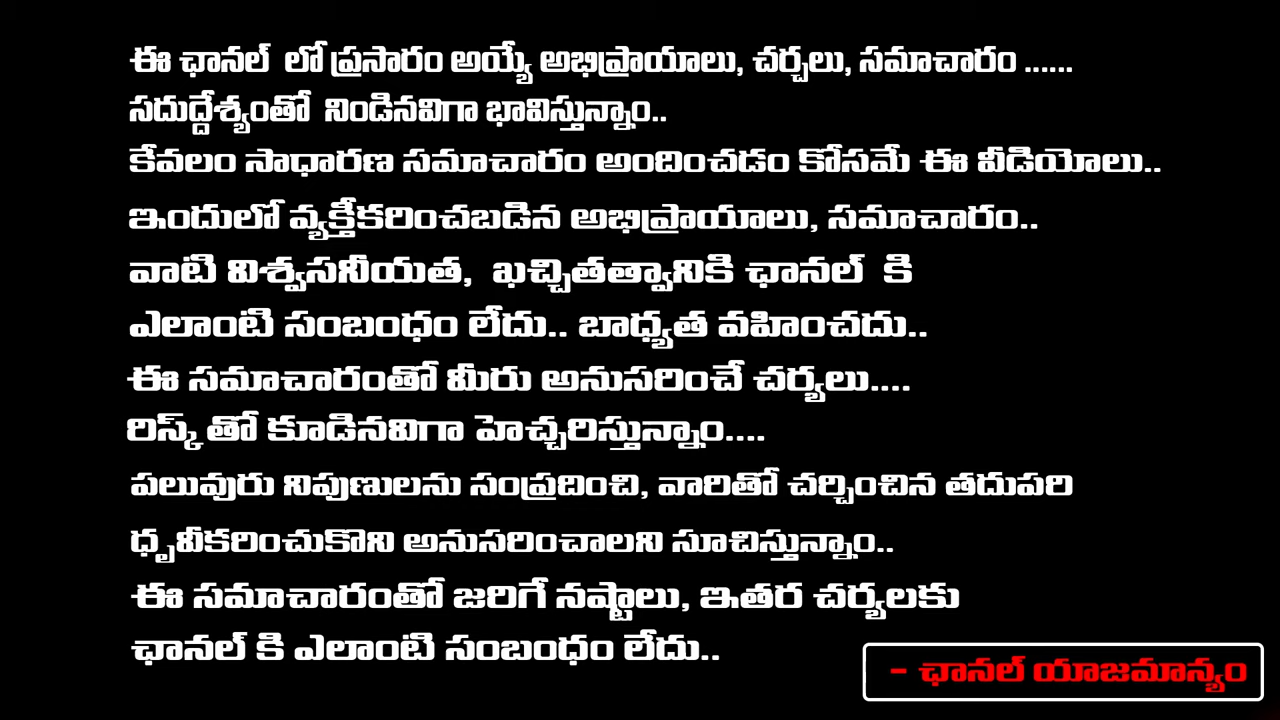 ఈ ఛానల్ లో ప్రసారం అయ్యే అభిప్రాయాలు, చర్చలు, సమాచారం ......
సదుద్దేశ్యంతో నిండినవిగా భావిస్తున్నాం..
కేవలం సాధారణ సమాచారం అందించడం కోసమే ఈ వీడియోలు..
ఇందులో వ్యక్తీకరించబడిన అభిప్రాయాలు, సమాచారం..
వాటి విశ్వసనీయత, ఖచ్చితత్వానికి ఛానల్ కి
ఎలాంటి సంబంధం లేదు.. బాధ్యత వహించదు..
ఈ సమాచారంతో మీరు అనుసరించే చర్యలు....
రిస్క్ తో కూడినవిగా హెచ్చరిస్తున్నాం....
పలువురు నిపుణులను సంప్రదించి, వారితో చర్చించిన తదుపరి
ధృవీకరించుకొని అనుసరించాలని సూచిస్తున్నాం..
ఈ సమాచారంతో జరిగే నష్టాలు, ఇతర చర్యలకు
ఛానల్ కి ఎలాంటి సంబంధం లేదు..
- ఛానల్ యాజమాన్యం